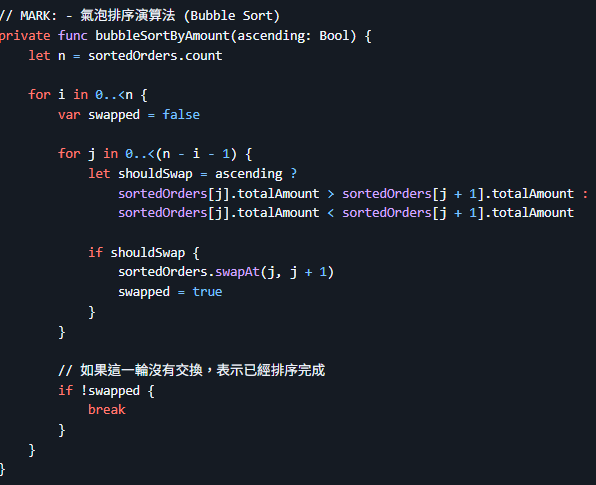 // MARK: - 氣泡排序演算法 (Bubble Sort)
private func bubbleSortByAmount(ascending: Bool) {
    let n = sortedOrders.count

    for i in 0..<n {
        var swapped = false

        for j in 0..<(n - i - 1) {
            let shouldSwap = ascending ?
                sortedOrders[j].totalAmount > sortedOrders[j + 1].totalAmount :
                sortedOrders[j].totalAmount < sortedOrders[j + 1].totalAmount

            if shouldSwap {
                sortedOrders.swapAt(j, j + 1)
                swapped = true
            }
        }

        // 如果這一輪沒有交換，表示已經排序完成
        if !swapped {
            break
        }
    }
}